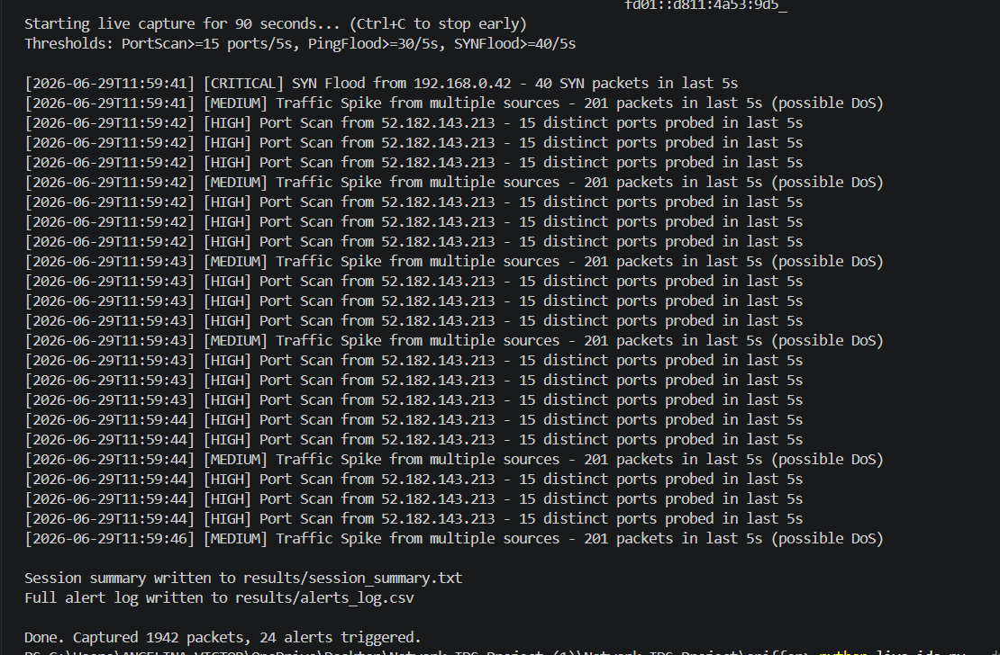 fd01::d811:4a53:9d5_
Starting live capture for 90 seconds... (Ctrl+C to stop early)
Thresholds: PortScan>=15 ports/5s, PingFlood>=30/5s, SYNFlood>=40/5s
[2026-06-29T11:59:41] [CRITICAL] SYN Flood from 192.168.0.42 - 40 SYN packets in last 5s
[2026-06-29T11:59:41] [MEDIUM] Traffic Spike from multiple sources - 201 packets in last 5s (possible DoS)
[2026-06-29T11:59:42] [HIGH] Port Scan from 52.182.143.213 - 15 distinct ports probed in last 5s
[2026-06-29T11:59:42] [HIGH] Port Scan from 52.182.143.213 - 15 distinct ports probed in last 5s
[2026-06-29T11:59:42] [HIGH] Port Scan from 52.182.143.213 - 15 distinct ports probed in last 5s
[2026-06-29T11:59:42] [MEDIUM] Traffic Spike from multiple sources - 201 packets in last 5s (possible DoS)
[2026-06-29T11:59:42] [HIGH] Port Scan from 52.182.143.213 - 15 distinct ports probed in last 5s
[2026-06-29T11:59:42] [HIGH] Port Scan from 52.182.143.213 - 15 distinct ports probed in last 5s
[2026-06-29T11:59:42] [HIGH] Port Scan from 52.182.143.213 - 15 distinct ports probed in last 5s
[2026-06-29T11:59:43] [MEDIUM] Traffic Spike from multiple sources - 201 packets in last 5s (possible DoS)
[2026-06-29T11:59:43] [HIGH] Port Scan from 52.182.143.213 - 15 distinct ports probed in last 5s
[2026-06-29T11:59:43] [HIGH] Port Scan from 52.182.143.213 - 15 distinct ports probed in last 5s
[2026-06-29T11:59:43] [HIGH] Port Scan from 52.182.143.213 - 15 distinct ports probed in last 5s
[2026-06-29T11:59:43] [MEDIUM] Traffic Spike from multiple sources - 201 packets in last 5s (possible DoS)
[2026-06-29T11:59:43] [HIGH] Port Scan from 52.182.143.213 - 15 distinct ports probed in last 5s
[2026-06-29T11:59:43] [HIGH] Port Scan from 52.182.143.213 - 15 distinct ports probed in last 5s
[2026-06-29T11:59:43] [HIGH] Port Scan from 52.182.143.213 - 15 distinct ports probed in last 5s
[2026-06-29T11:59:44] [HIGH] Port Scan from 52.182.143.213 - 15 distinct ports probed in last 5s
[2026-06-29T11:59:44] [HIGH] Port Scan from 52.182.143.213 - 15 distinct ports probed in last 5s
[2026-06-29T11:59:44] [MEDIUM] Traffic Spike from multiple sources - 201 packets in last 5s (possible DoS)
[2026-06-29T11:59:44] [HIGH] Port Scan from 52.182.143.213 - 15 distinct ports probed in last 5s
[2026-06-29T11:59:44] [HIGH] Port Scan from 52.182.143.213 - 15 distinct ports probed in last 5s
[2026-06-29T11:59:44] [HIGH] Port Scan from 52.182.143.213 - 15 distinct ports probed in last 5s
[2026-06-29T11:59:46] [MEDIUM] Traffic Spike from multiple sources - 201 packets in last 5s (possible DoS)
Session summary written to results/session_summary.txt
Full alert log written to results/alerts_log.csv
Done. Captured 1942 packets, 24 alerts triggered.